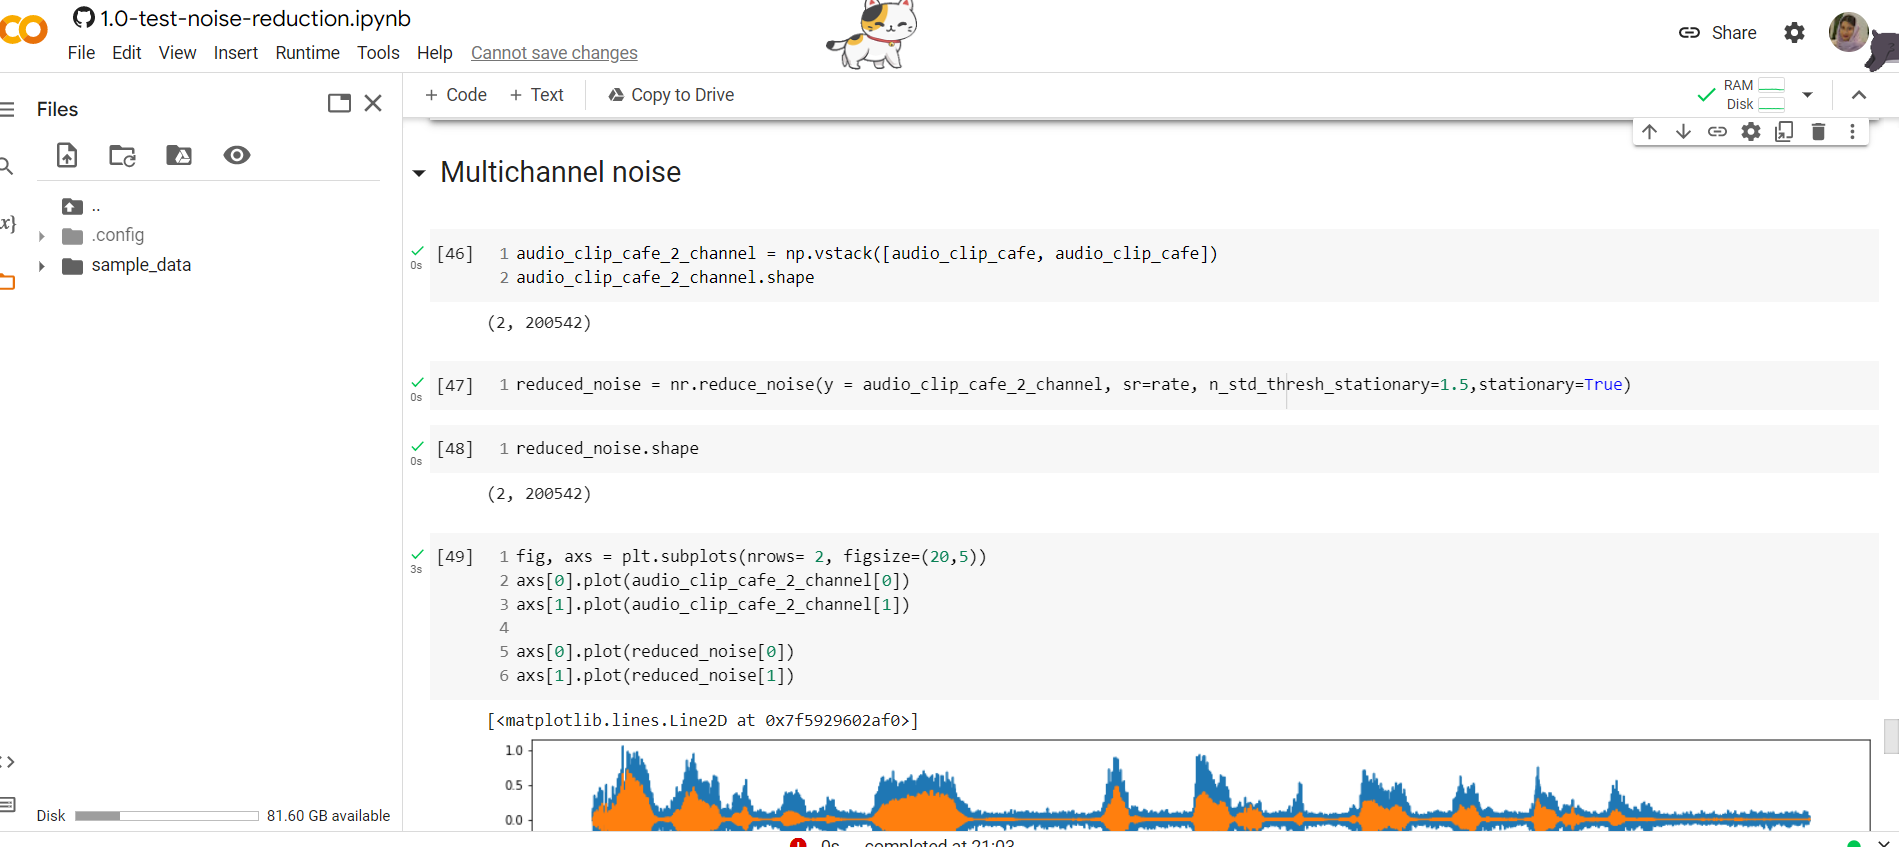 1.0-test-noise-reduction.ipynb
File Edit View Insert Runtime Tools Help Cannot save changes
Share
Files
+ Code + Text Copy to Drive
RAM
Disk
..
.config
sample_data
Disk 81.60 GB available
Multichannel noise
[46] 1 audio_clip_cafe_2_channel = np.vstack([audio_clip_cafe, audio_clip_cafe])
0s 2 audio_clip_cafe_2_channel.shape
(2, 200542)
[47] 1 reduced_noise = nr.reduce_noise(y = audio_clip_cafe_2_channel, sr=rate, n_std_thresh_stationary=1.5,stationary=True)
0s
[48] 1 reduced_noise.shape
0s
(2, 200542)
[49] 1 fig, axs = plt.subplots(nrows= 2, figsize=(20,5))
3s 2 axs[0].plot(audio_clip_cafe_2_channel[0])
3 axs[1].plot(audio_clip_cafe_2_channel[1])
4
5 axs[0].plot(reduced_noise[0])
6 axs[1].plot(reduced_noise[1])
[<matplotlib.lines.Line2D at 0x7f5929602af0>]
1.0
0.5
0.0
0s completed at 21:03